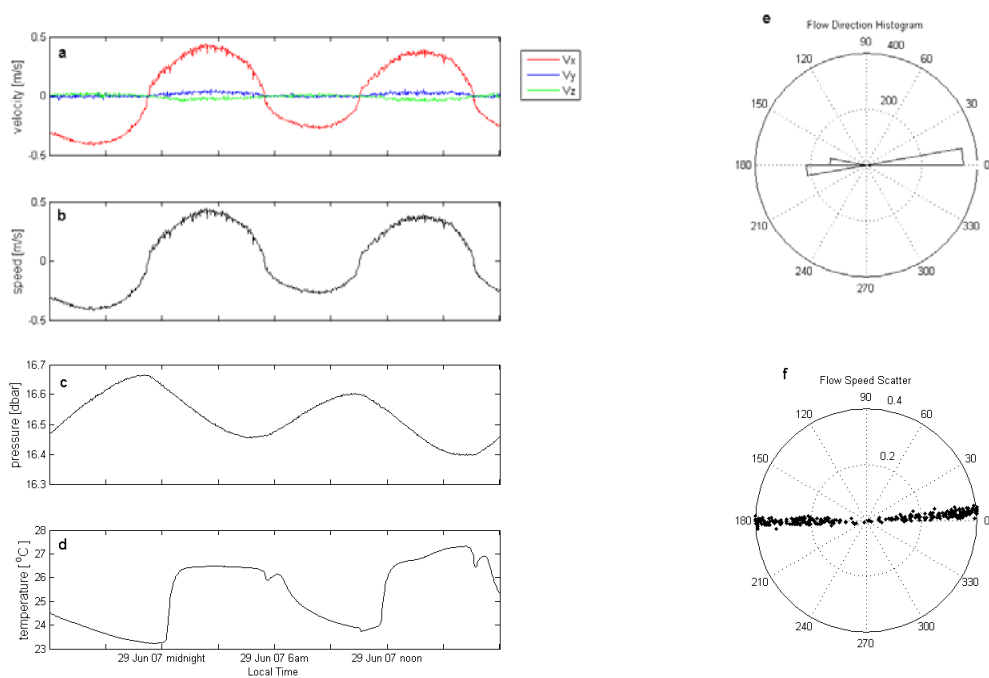 a
0.5
0
-0.5
velocity [m/s]
Vx
Vy
Vz
b
0.5
0
-0.5
speed [m/s]
c
16.7
16.6
16.5
16.4
16.3
pressure [dbar]
d
28
27
26
25
24
23
temperature [ °C]
29 Jun 07 midnight 29 Jun 07 6am 29 Jun 07 noon
Local Time
e
Flow Direction Histogram
90 400
120 60
200
150 30
180 0
210 330
240 300
270
f
Flow Speed Scatter
90 0.4
120 60
0.2
150 30
180 0
210 330
240 300
270